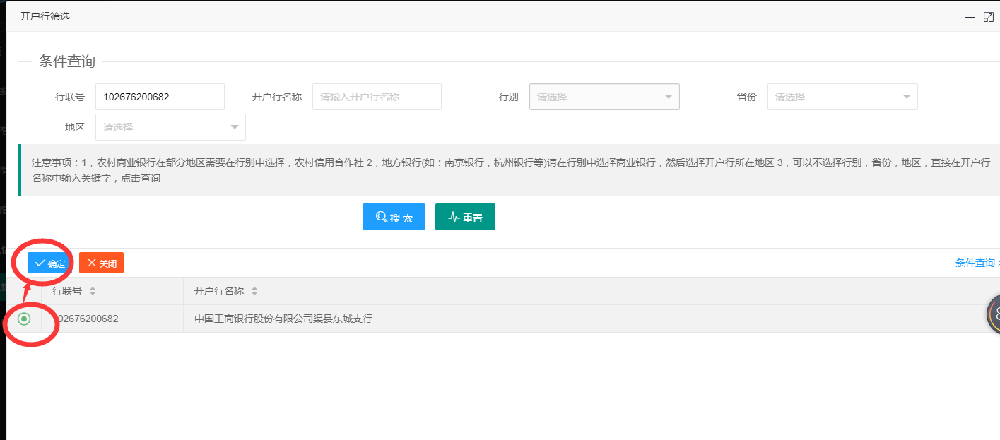 开户行筛选
条件查询
行联号 102676200682 开户行名称 请输入开户行名称 行别 请选择 省份 请选择
地区 请选择
注意事项：1，农村商业银行在部分地区需要在行别中选择，农村信用合作社 2，地方银行(如：南京银行，杭州银行等)请在行别中选择商业银行，然后选择开户行所在地区 3，可以不选择行别，省份，地区，直接在开户行
名称中输入关键字，点击查询
搜 索 重置
确定 关闭 条件查询
行联号 开户行名称
02676200682 中国工商银行股份有限公司渠县东城支行